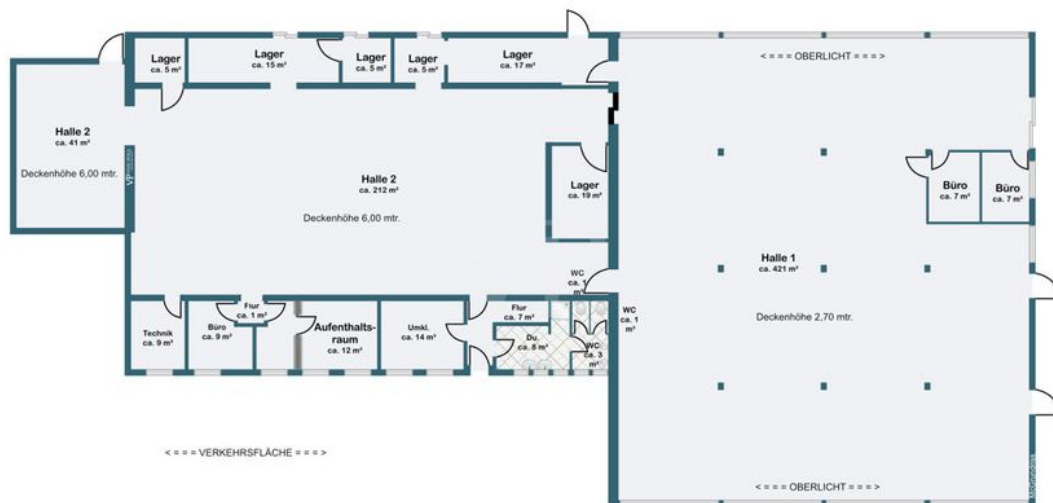 Lager
ca. 5 m²
Lager
ca. 15 m²
Lager
ca. 5 m²
Lager
ca. 5 m²
Lager
ca. 17 m²
< = = = OBERLICHT = = = >
Halle 2
ca. 41 m²
Deckenhöhe 6,00 mtr.
Halle 2
ca. 212 m²
Deckenhöhe 6,00 mtr.
Lager
ca. 19 m²
Büro
ca. 7 m²
Büro
ca. 7 m²
Halle 1
ca. 421 m²
Deckenhöhe 2,70 mtr.
WC
ca. 1
m²
Technik
ca. 9 m²
Büro
ca. 9 m²
Flur
ca. 1 m²
Aufenthalts-
raum
ca. 12 m²
Umkl.
ca. 14 m²
Flur
ca. 7 m²
Du.
ca. 8 m²
WC
ca. 3
m²
WC
ca. 1
m²
< = = = VERKEHRSFLÄCHE = = = >
< = = = OBERLICHT = = = >